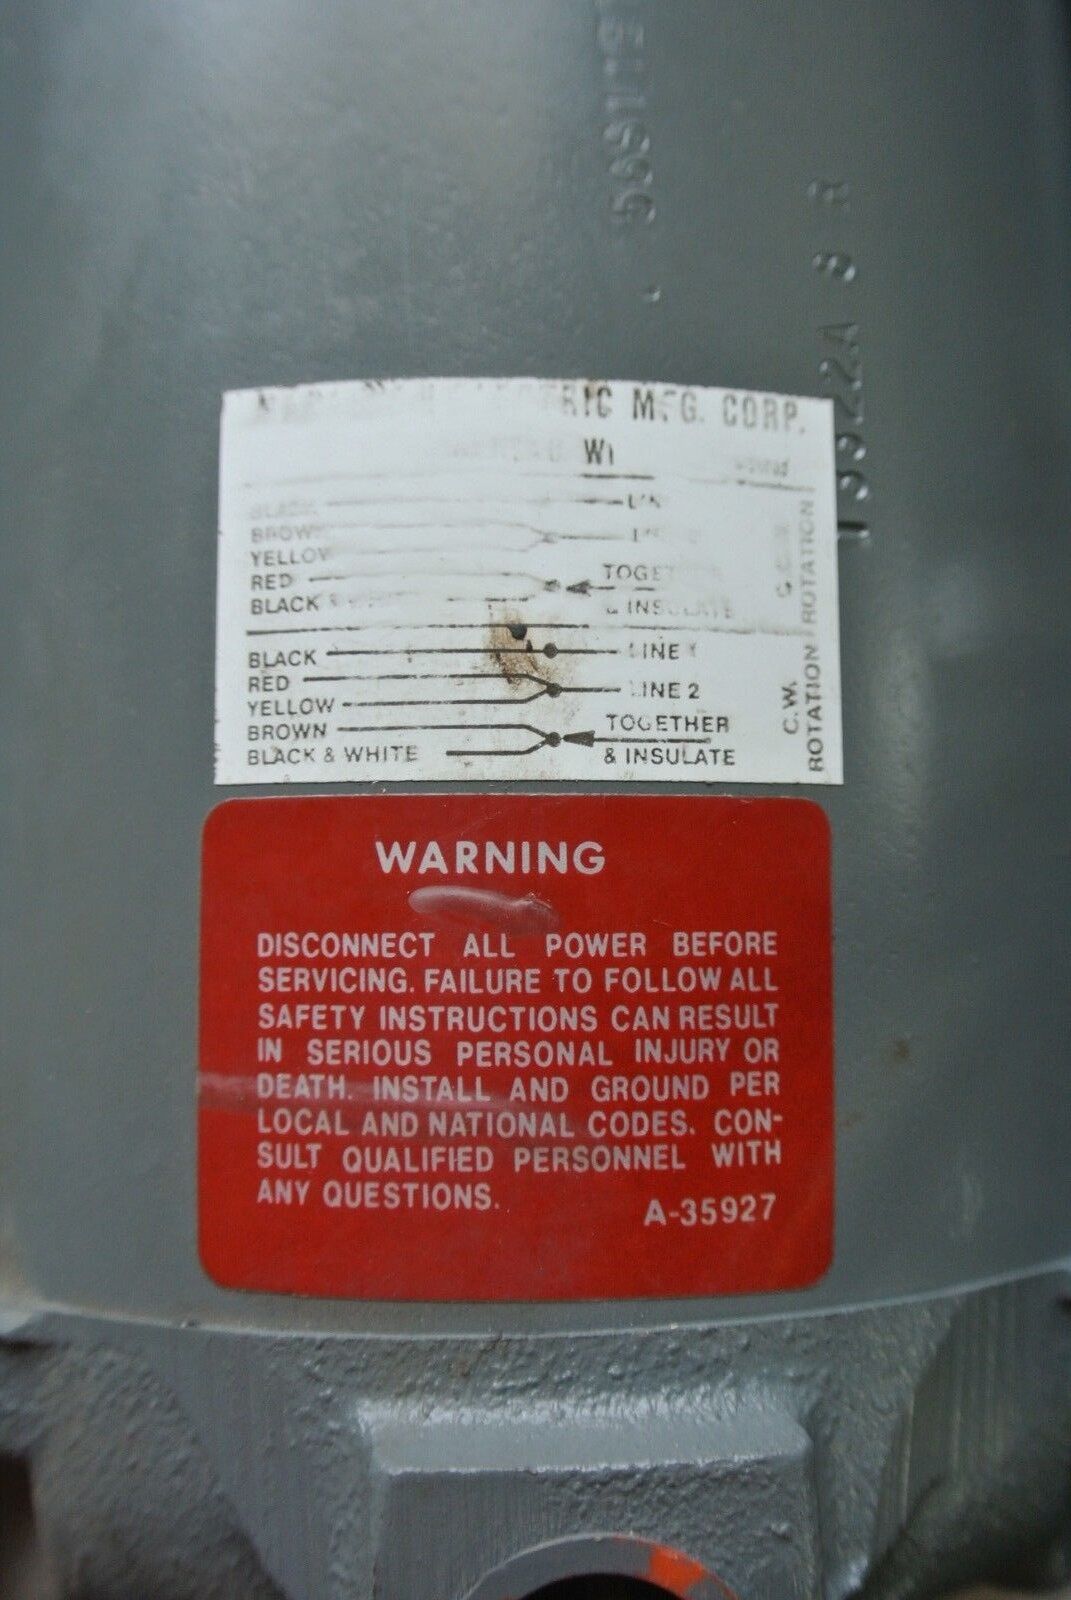 MFG. CORP.
BLACK LIN
BROWN
YELLOW
RED TOGE
BLACK & INSULATE
C.C.W. ROTATION
BLACK LINE 1
RED LINE 2
YELLOW
BROWN TOGETHER
BLACK & WHITE & INSULATE
C.W. ROTATION
WARNING
DISCONNECT ALL POWER BEFORE
SERVICING. FAILURE TO FOLLOW ALL
SAFETY INSTRUCTIONS CAN RESULT
IN SERIOUS PERSONAL INJURY OR
DEATH. INSTALL AND GROUND PER
LOCAL AND NATIONAL CODES. CON-
SULT QUALIFIED PERSONNEL WITH
ANY QUESTIONS.
A-35927